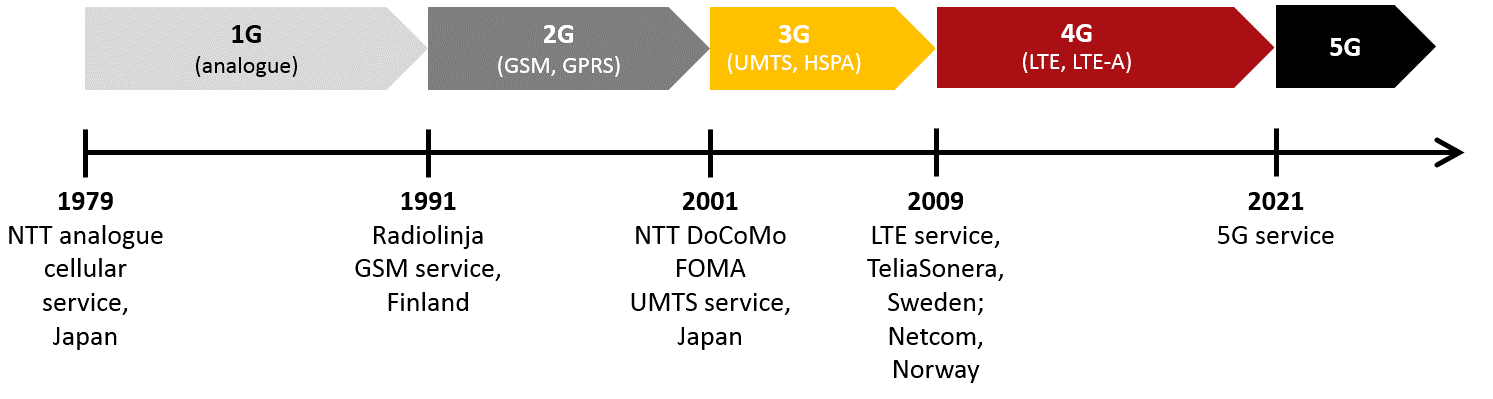 1G
(analogue)
2G
(GSM, GPRS)
3G
(UMTS, HSPA)
4G
(LTE, LTE-A)
5G
1979
NTT analogue
cellular
service,
Japan
1991
Radiolinja
GSM service,
Finland
2001
NTT DoCoMo
FOMA
UMTS service,
Japan
2009
LTE service,
TeliaSonera,
Sweden;
Netcom,
Norway
2021
5G service